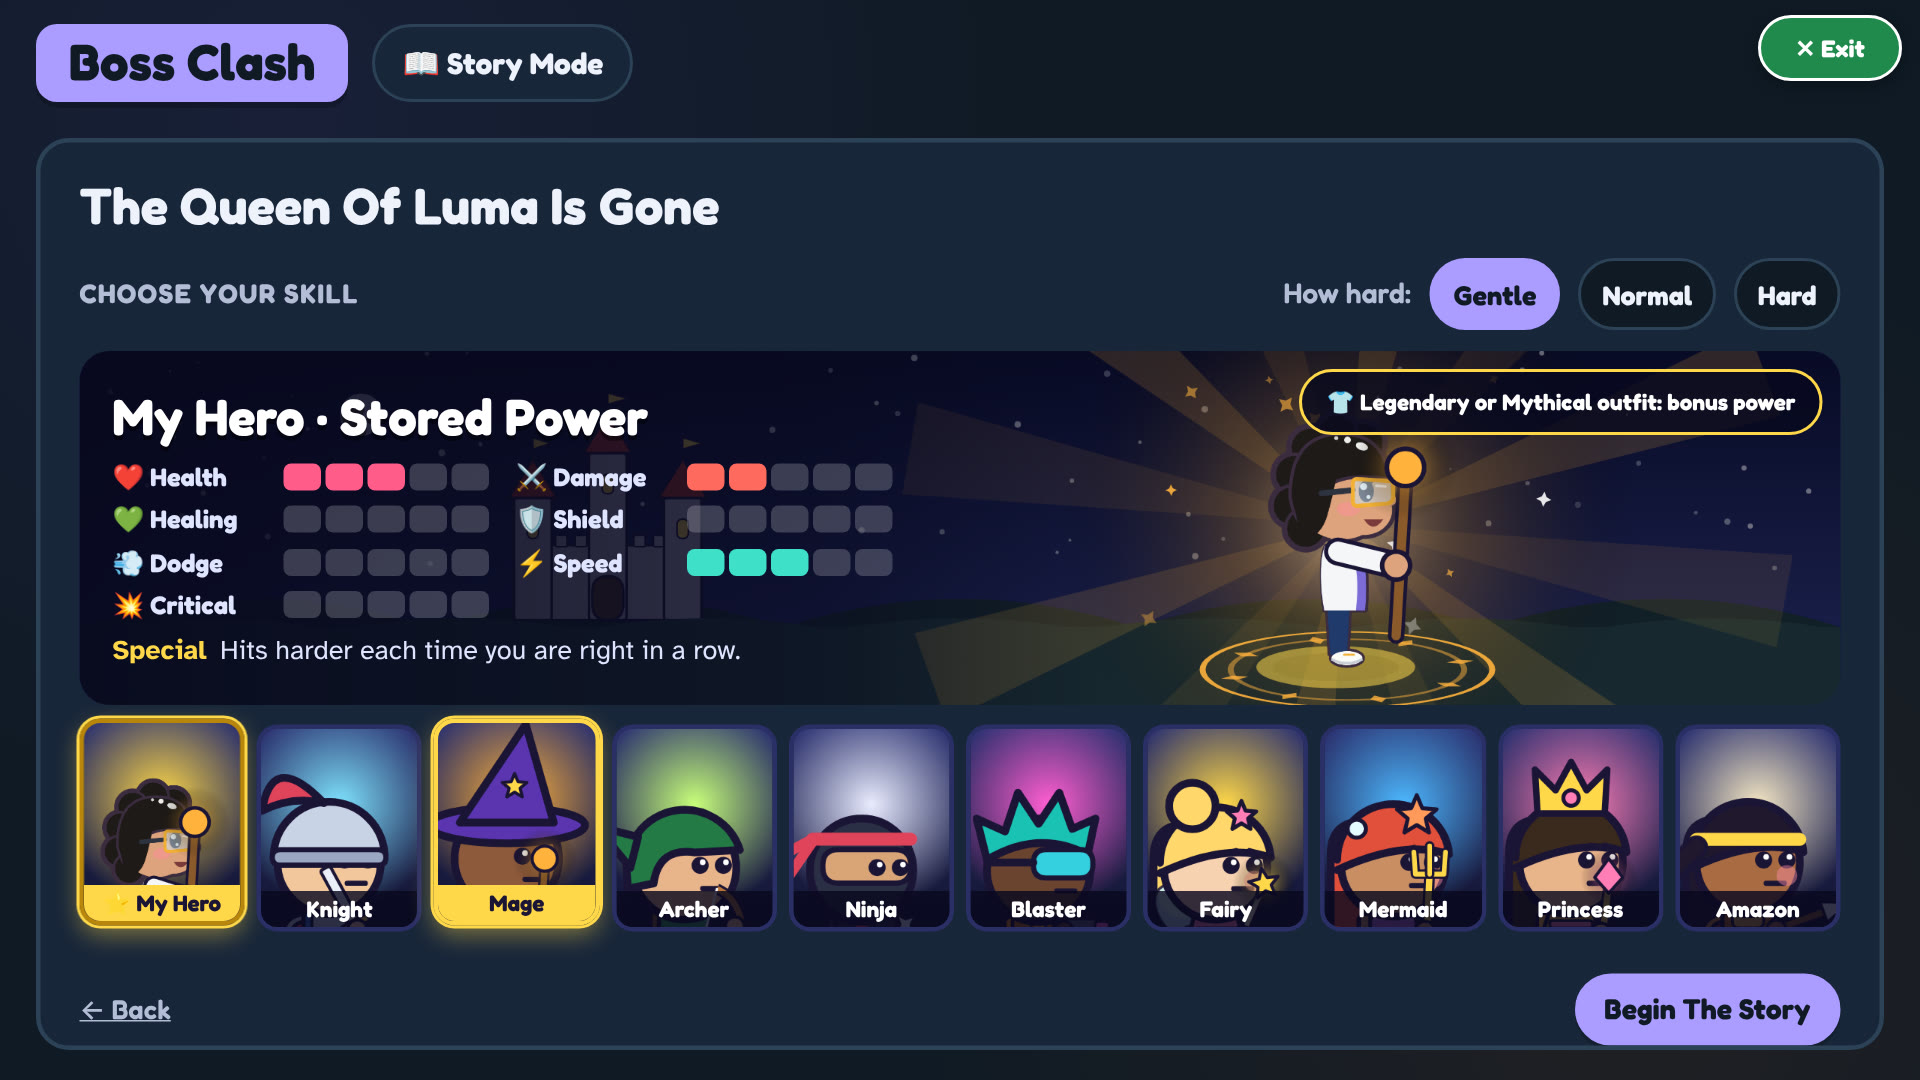 Boss Clash
Story Mode
✕ Exit
The Queen Of Luma Is Gone
CHOOSE YOUR SKILL
How hard:
Gentle
Normal
Hard
My Hero · Stored Power
Legendary or Mythical outfit: bonus power
Health
Damage
Healing
Shield
Dodge
Speed
Critical
Special Hits harder each time you are right in a row.
My Hero
Knight
Mage
Archer
Ninja
Blaster
Fairy
Mermaid
Princess
Amazon
← Back
Begin The Story